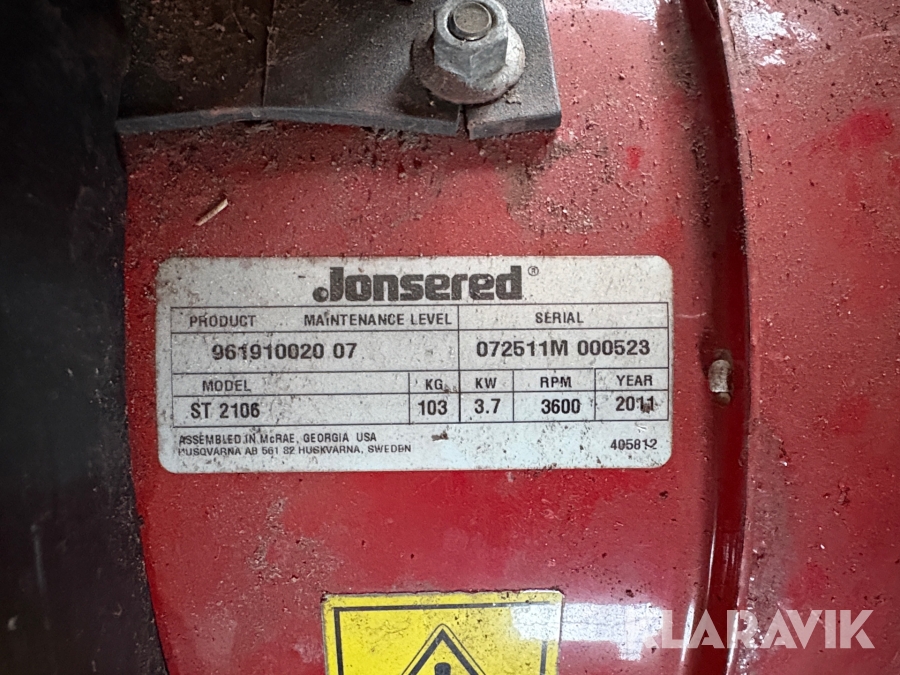 Jonsered®
PRODUCT MAINTENANCE LEVEL SERIAL
961910020 07 072511M 000523
MODEL KG KW RPM YEAR
ST 2106 103 3.7 3600 2011
ASSEMBLED IN McRAE, GEORGIA USA
HUSQVARNA AB 561 82 HUSKVARNA, SWEDEN 405812
KLARAVIK